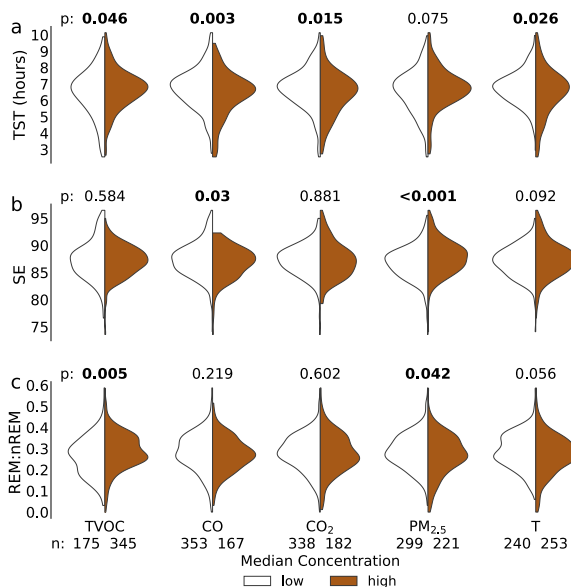 a p: 0.046 0.003 0.015 0.075 0.026
TST (hours)
10
9
8
7
6
5
4
3
b p: 0.584 0.03 0.881 <0.001 0.092
SE
95
90
85
80
75
c p: 0.005 0.219 0.602 0.042 0.056
REM:nREM
0.6
0.5
0.4
0.3
0.2
0.1
0.0
TVOC CO CO₂ PM₂.₅ T
n: 175 345 353 167 338 182 299 221 240 253
Median Concentration
low high